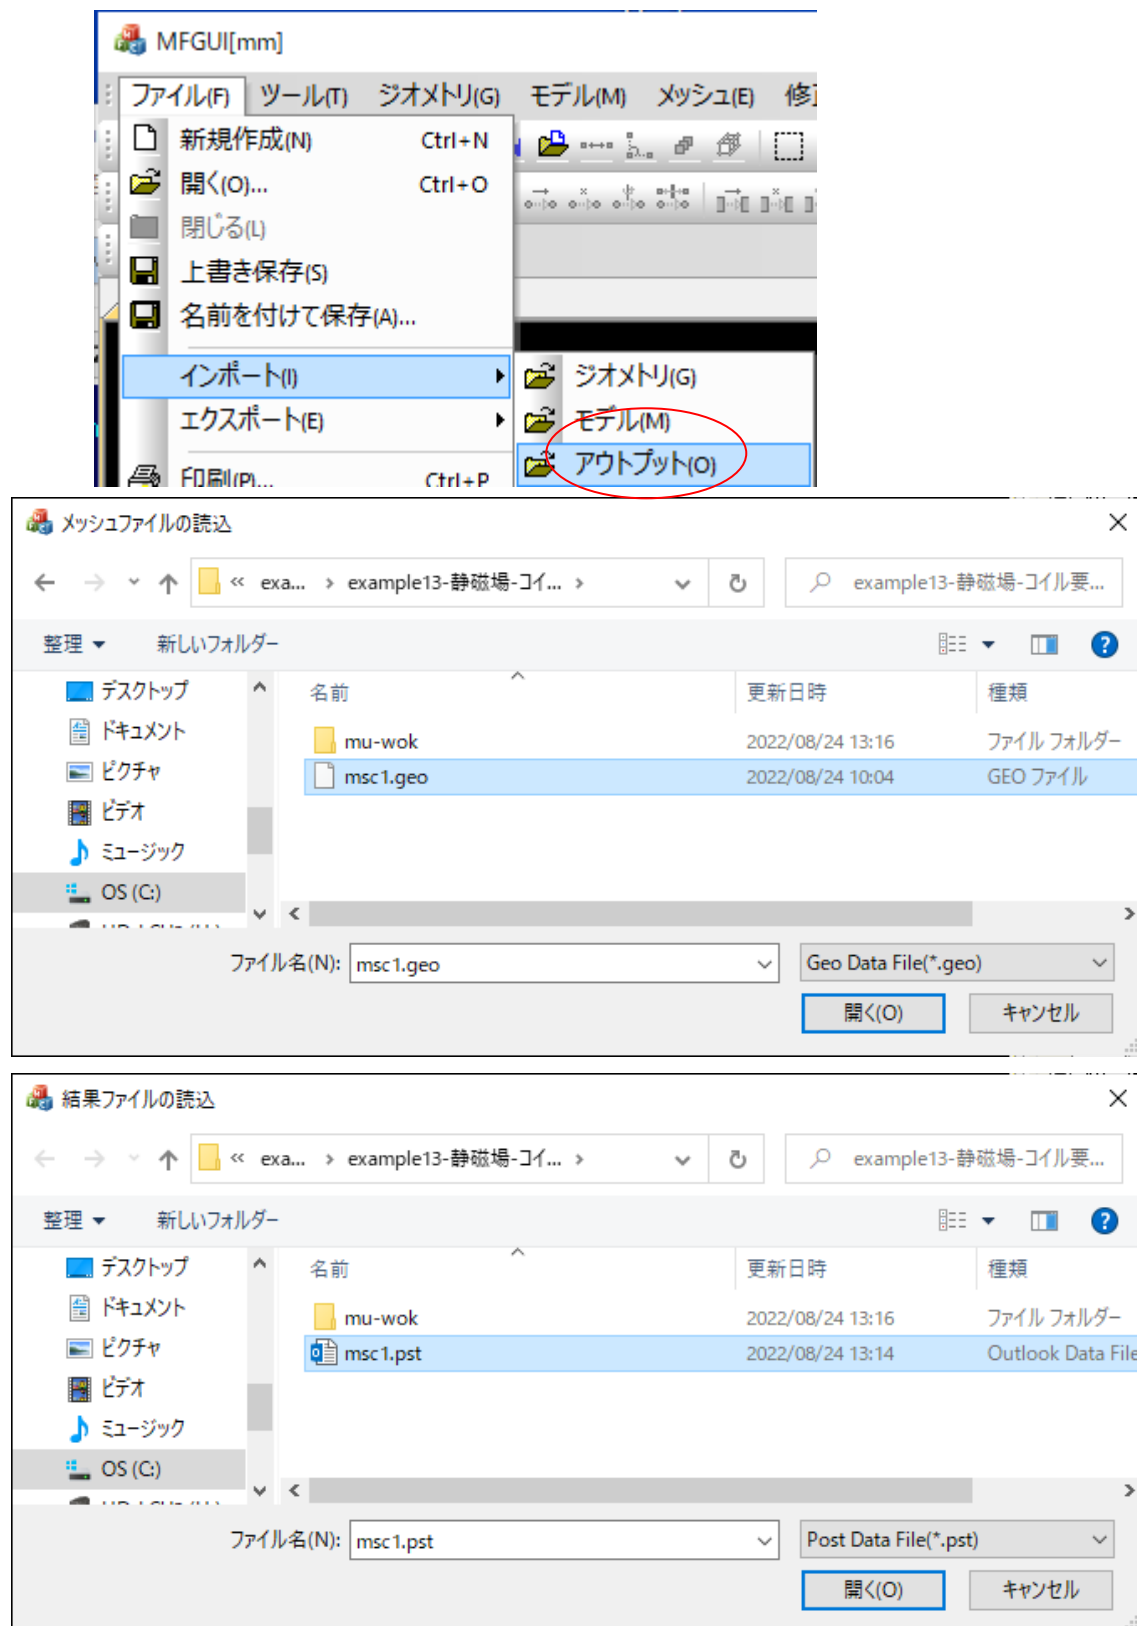 MFGUI[mm]
ファイル(F) ツール(T) ジオメトリ(G) モデル(M) メッシュ(E)
新規作成(N) Ctrl+N
開く(O)... Ctrl+O
閉じる(L)
上書き保存(S)
名前を付けて保存(A)...
インポート(I)
ジオメトリ(G)
エクスポート(E)
モデル(M)
アウトプット(O)
印刷(P)... Ctrl+P
メッシュファイルの読込
« exa... › example13-静磁場-コイ... ›
example13-静磁場-コイル要...
整理 新しいフォルダー
デスクトップ
ドキュメント
ピクチャ
ビデオ
ミュージック
OS (C:)
名前 更新日時 種類
mu-wok 2022/08/24 13:16 ファイル フォルダー
msc1.geo 2022/08/24 10:04 GEO ファイル
ファイル名(N): msc1.geo Geo Data File(*.geo)
開く(O) キャンセル
結果ファイルの読込
« exa... › example13-静磁場-コイ... ›
example13-静磁場-コイル要...
整理 新しいフォルダー
デスクトップ
ドキュメント
ピクチャ
ビデオ
ミュージック
OS (C:)
名前 更新日時 種類
mu-wok 2022/08/24 13:16 ファイル フォルダー
msc1.pst 2022/08/24 13:14 Outlook Data File
ファイル名(N): msc1.pst Post Data File(*.pst)
開く(O) キャンセル